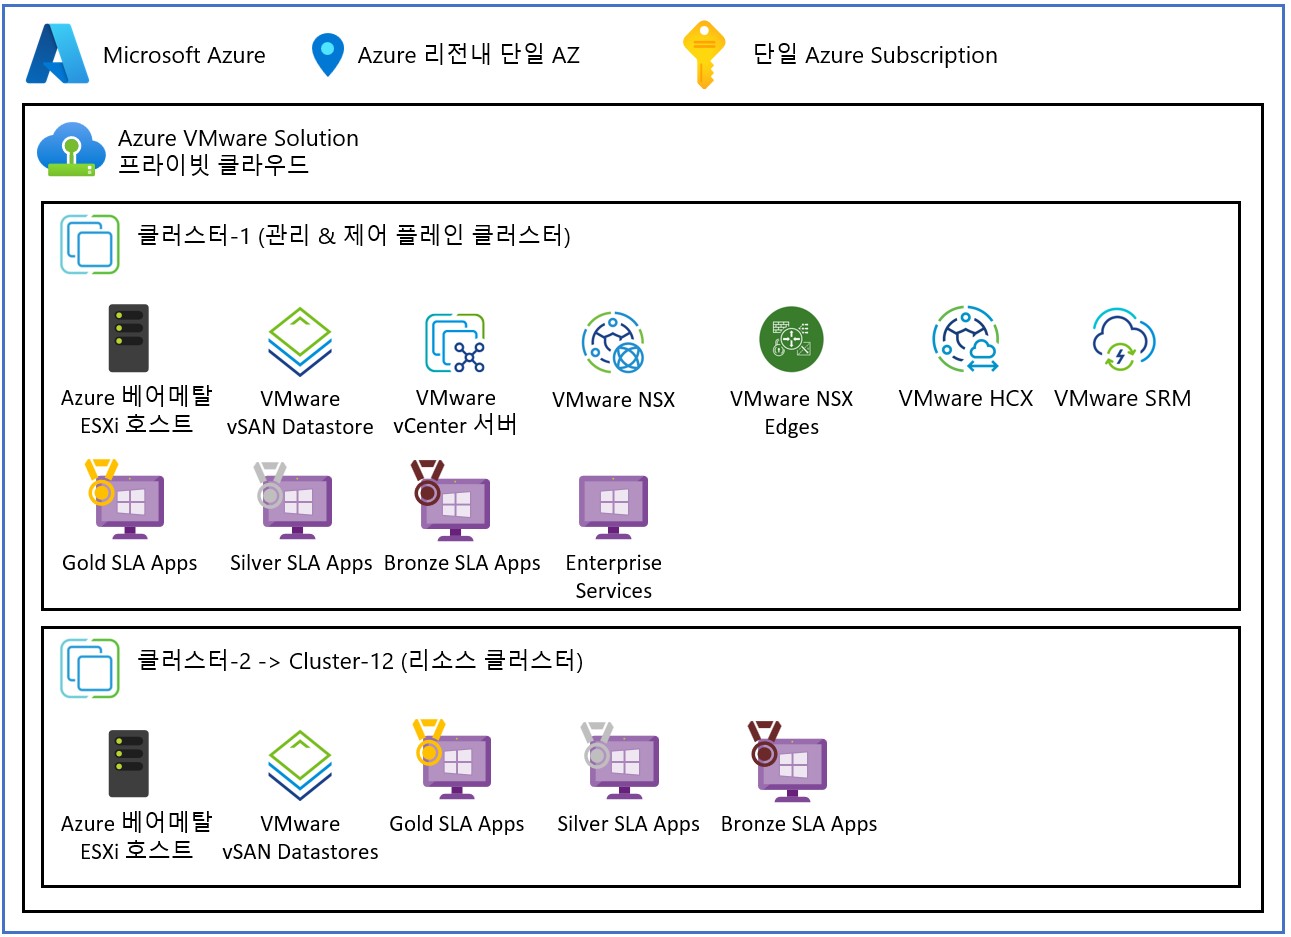 Microsoft Azure
Azure 리전내 단일 AZ
단일 Azure Subscription
Azure VMware Solution
프라이빗 클라우드
클러스터-1 (관리 & 제어 플레인 클러스터)
Azure 베어메탈
ESXi 호스트
VMware
vSAN Datastore
VMware
vCenter 서버
VMware NSX
VMware NSX
Edges
VMware HCX
VMware SRM
Gold SLA Apps
Silver SLA Apps
Bronze SLA Apps
Enterprise
Services
클러스터-2 -> Cluster-12 (리소스 클러스터)
Azure 베어메탈
ESXi 호스트
VMware
vSAN Datastores
Gold SLA Apps
Silver SLA Apps
Bronze SLA Apps